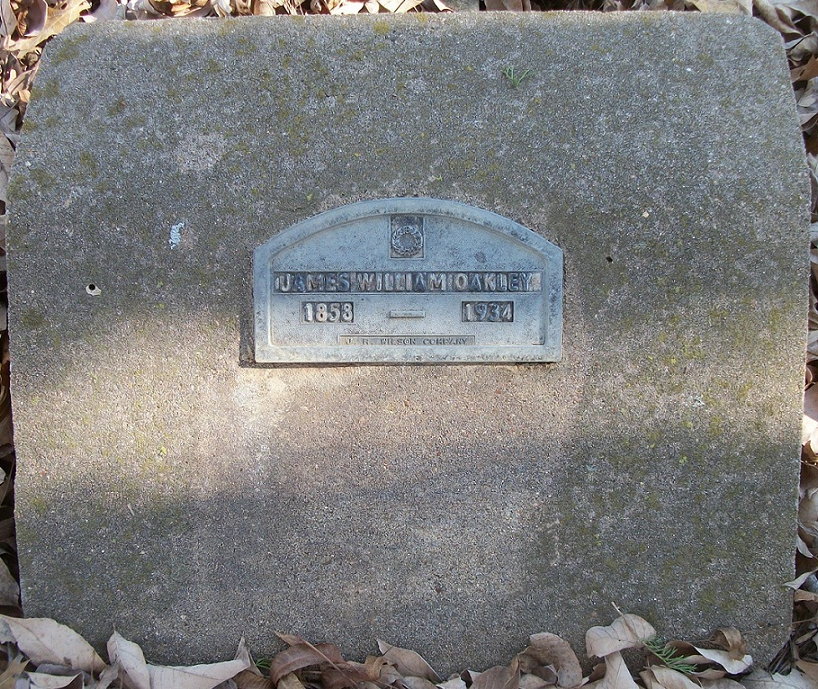 JAMES WILLIAM OAKLEY
1858 — 1934
J. R. WILSON COMPANY